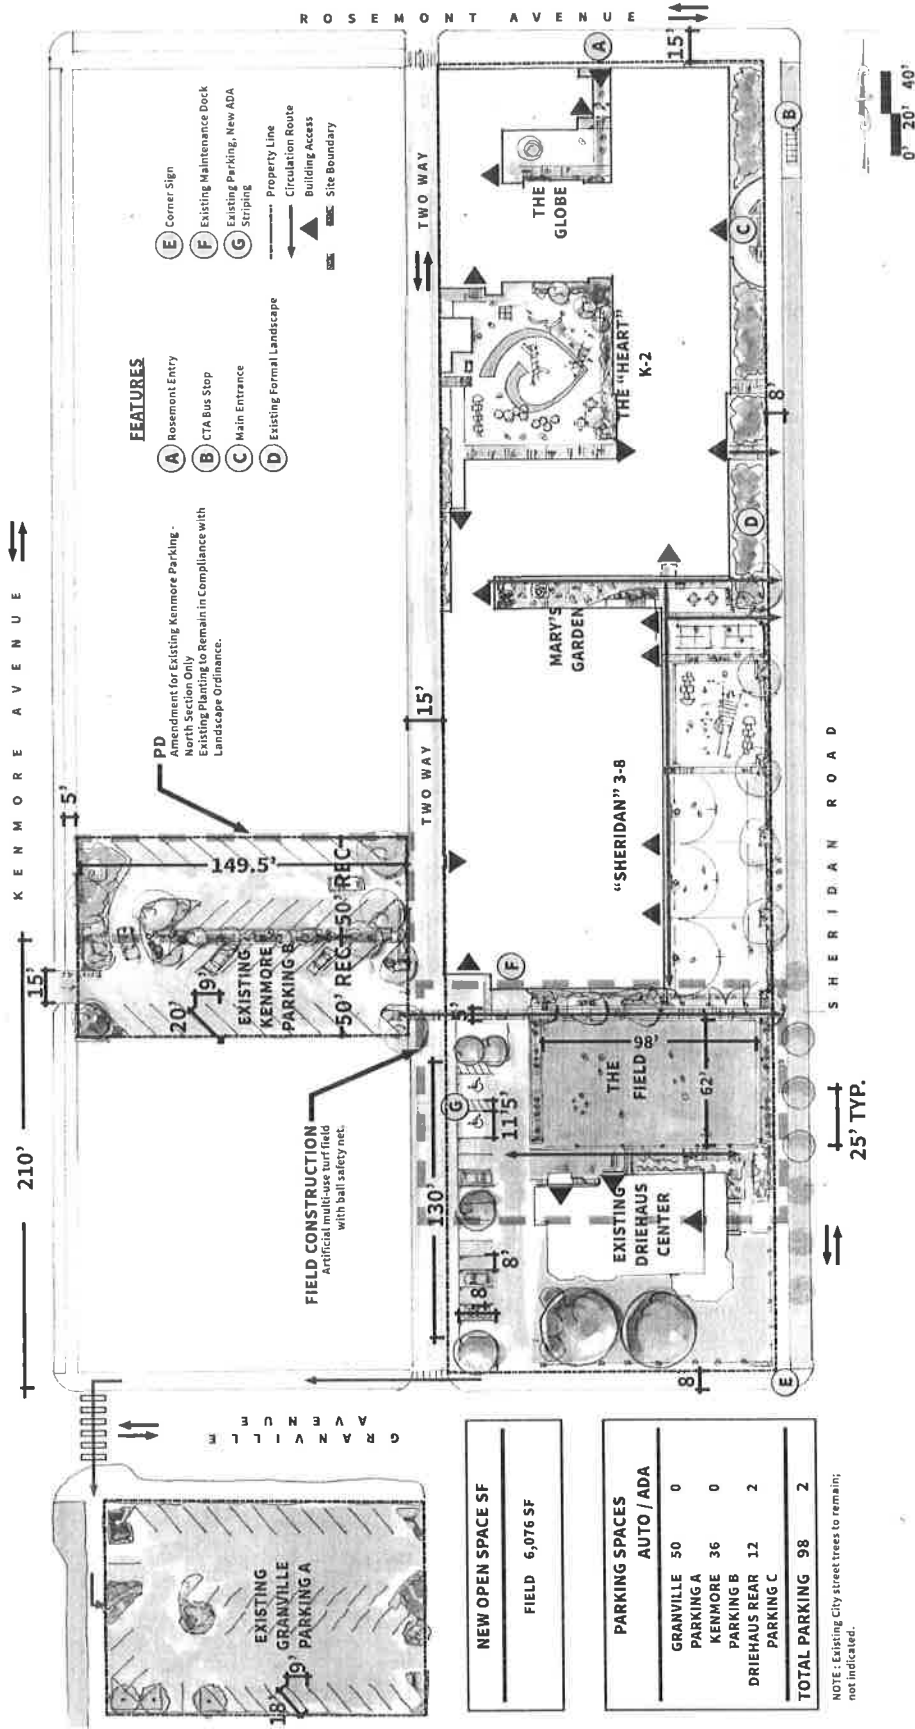 ROSEMONT AVENUE
KENMORE AVENUE
SHERIDAN ROAD
GRANVILLE
AVENUE
FEATURES
A Rosemont Entry
B CTA Bus Stop
C Main Entrance
D Existing Formal Landscape
E Corner Sign
F Existing Maintenance Dock
G Existing Parking, New ADA
Striping
Property Line
Circulation Route
Building Access
Site Boundary
PD
Amendment for Existing Kenmore Parking -
North Section Only
Existing Planting to Remain in Compliance with
Landscape Ordinance.
FIELD CONSTRUCTION
Artificial multi-use turf field
with ball safety net.
210'
15'
5'
149.5'
50' REC
50' REC
20'
9'
EXISTING
KENMORE
PARKING B
TWO WAY
TWO WAY
15'
15'
A
B
C
D
E
F
G
THE
GLOBE
THE "HEART"
K-2
8'
MARY'S
GARDEN
"SHERIDAN" 3-8
5'
THE
FIELD
98'
62'
11'5'
130'
8'
18'
EXISTING
DRIEHAUS
CENTER
25' TYP.
8'
EXISTING
GRANVILLE
PARKING A
18'
9'
0' 20' 40'
NEW OPEN SPACE SF
FIELD 6,076 SF
PARKING SPACES
AUTO / ADA
GRANVILLE 50 0
PARKING A
KENMORE 36 0
PARKING B
DRIEHAUS REAR 12 2
PARKING C
TOTAL PARKING 98 2
NOTE : Existing City street trees to remain;
not indicated.